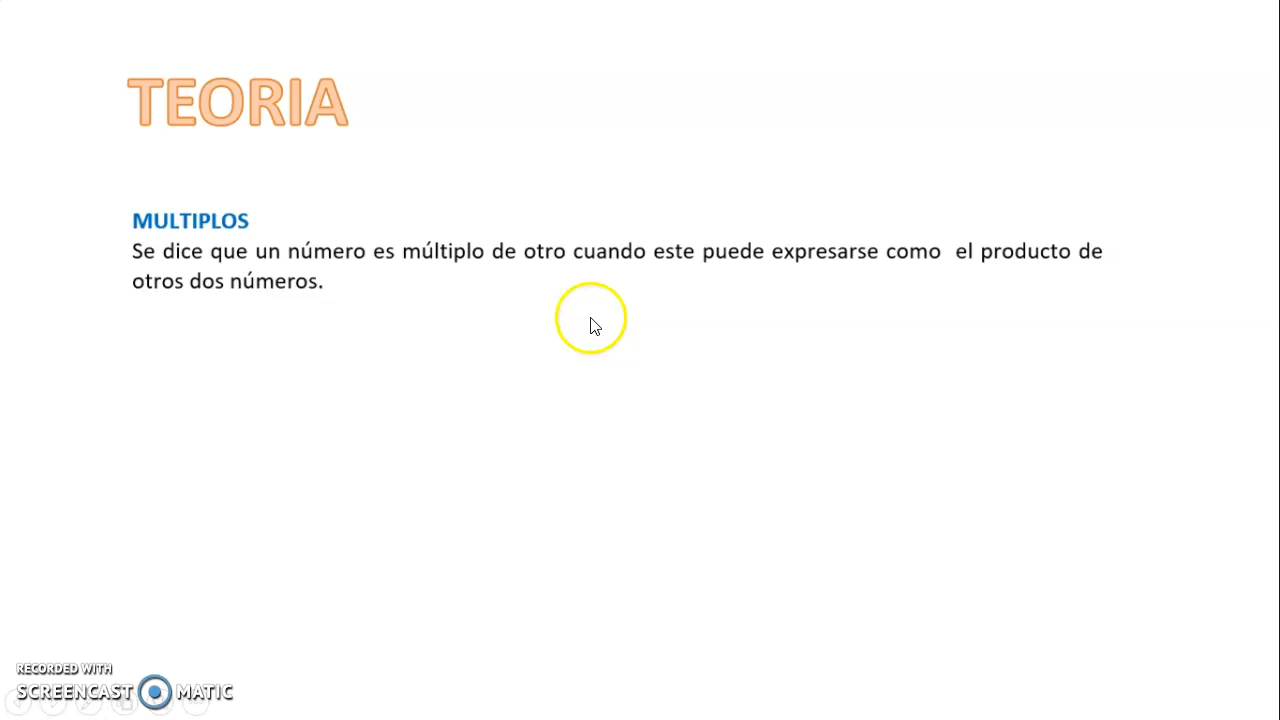 TEORIA
MULTIPLOS
Se dice que un número es múltiplo de otro cuando este puede expresarse como el producto de
otros dos números.
RECORDED WITH
SCREENCAST MATIC